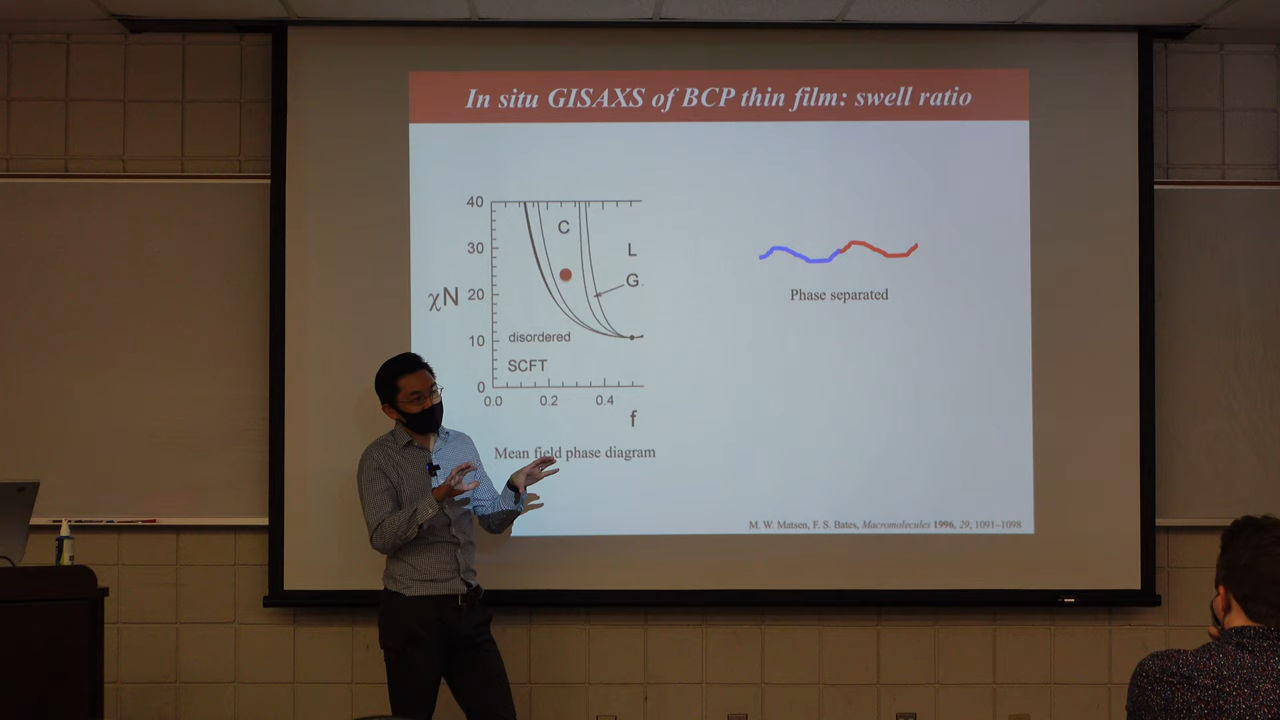 In situ GISAXS of BCP thin film: swell ratio
40
30
20
10
0
χN
C
L
G
disordered
SCFT
0.0
0.2
0.4
f
Mean field phase diagram
Phase separated
M. W. Matsen, F. S. Bates, Macromolecules 1996, 29, 1091–1098